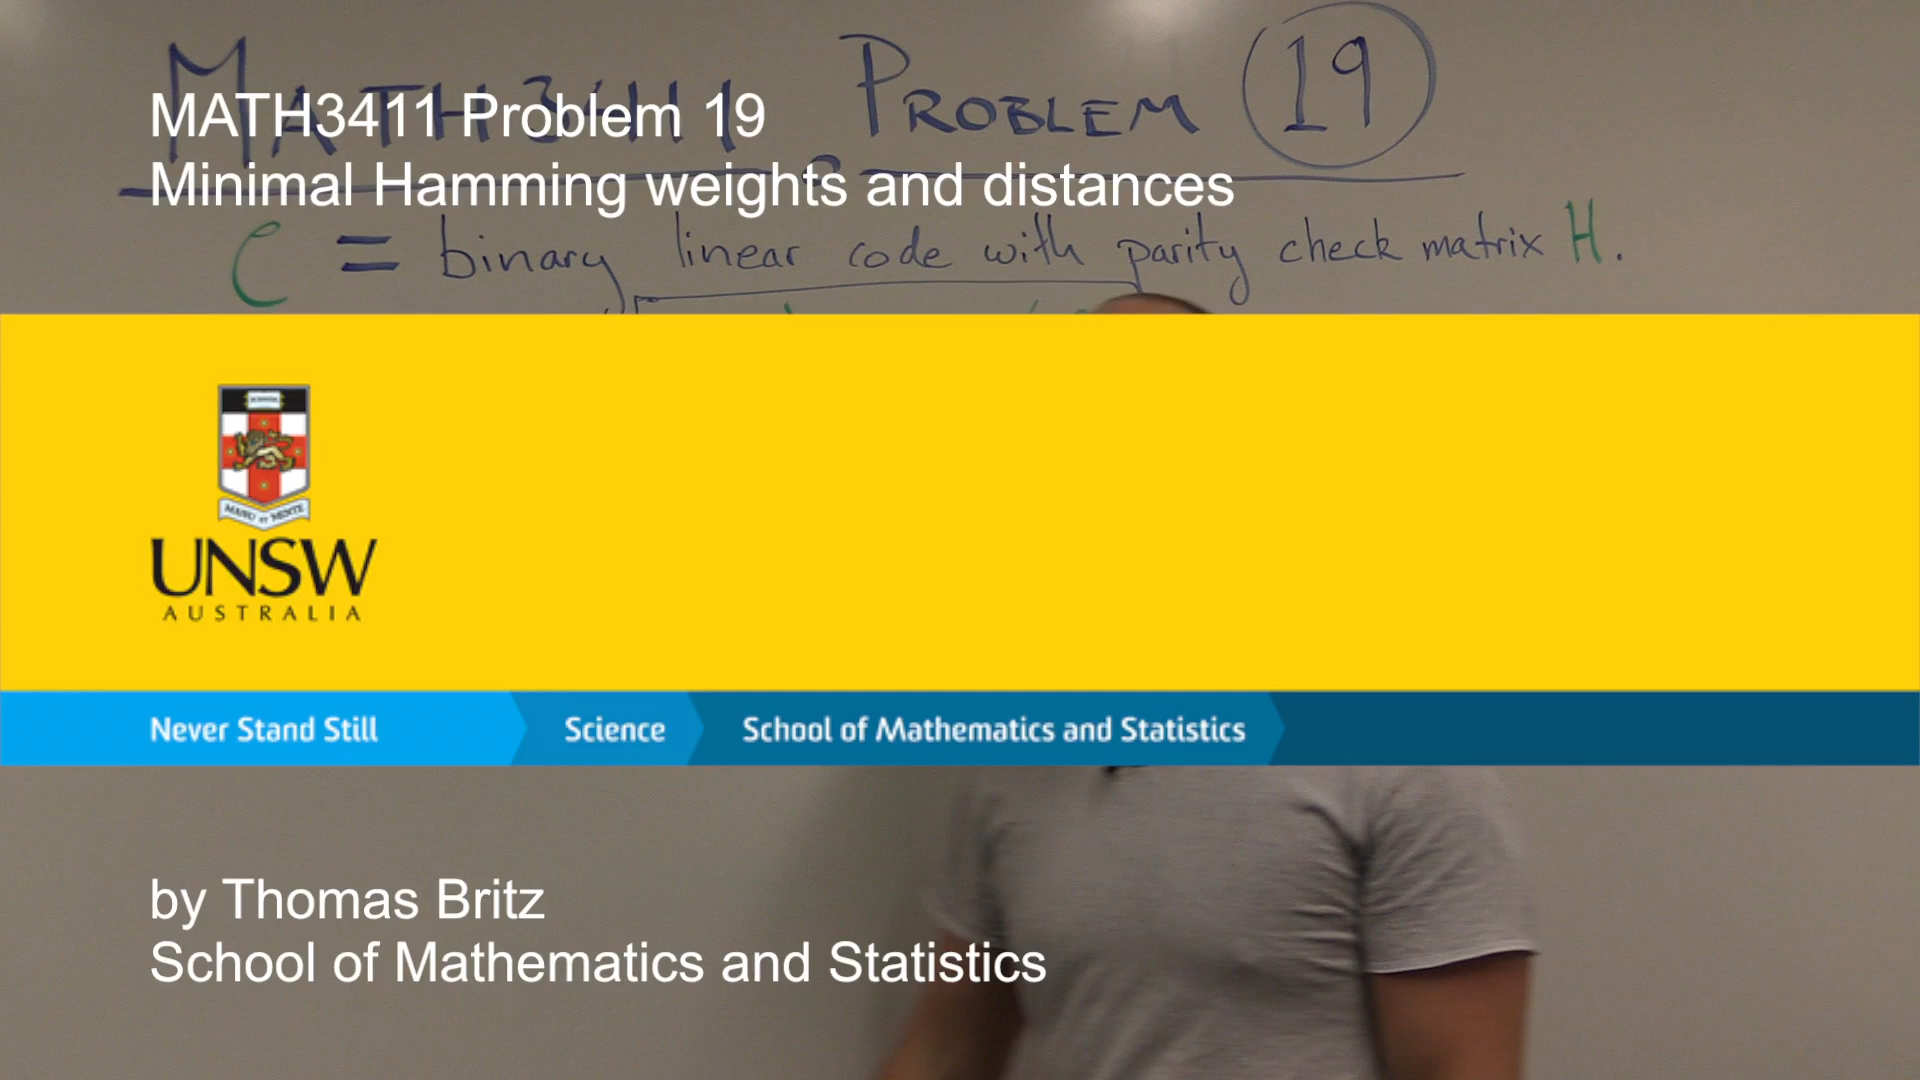 MATH3411 PROBLEM 19
MATH3411 Problem 19
Minimal Hamming weights and distances
C = binary linear code with parity check matrix H.
UNSW
AUSTRALIA
Never Stand Still
Science
School of Mathematics and Statistics
by Thomas Britz
School of Mathematics and Statistics